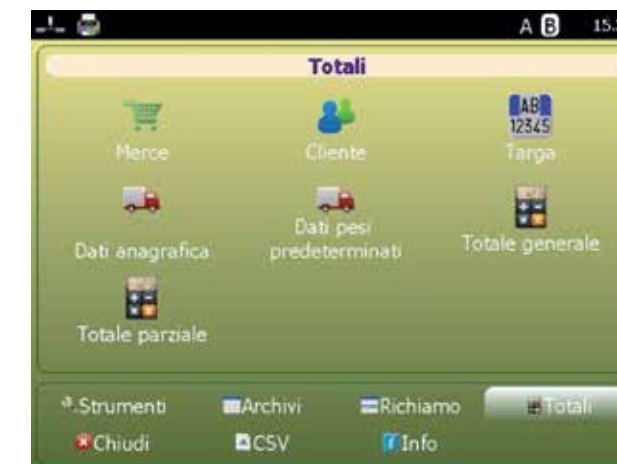 A B 15.
Totali
Merce Cliente Targa
AB
12345
Dati anagrafica Dati pesi
predeterminati Totale generale
Totale parziale
Strumenti Archivi Richiamo Totali
Chiudi CSV Info